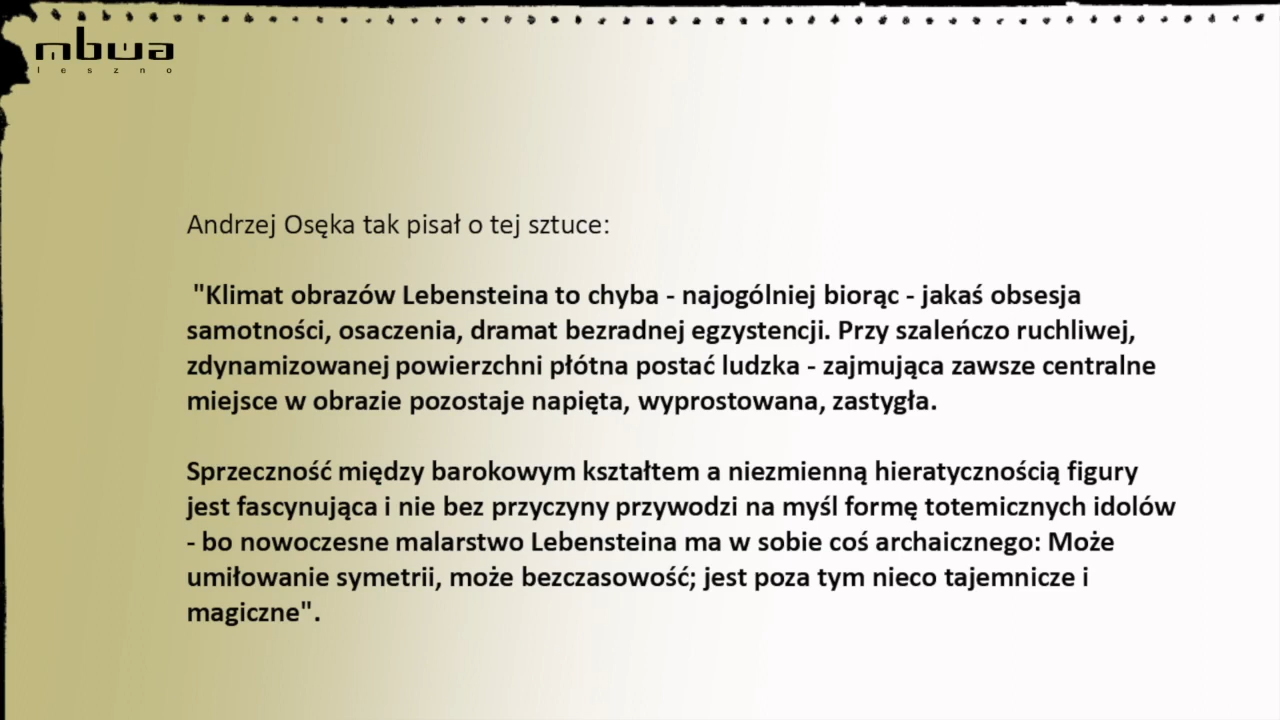 mbwa
leszno
Andrzej Osęka tak pisał o tej sztuce:
"Klimat obrazów Lebensteina to chyba - najogólniej biorąc - jakaś obsesja
samotności, osaczenia, dramat bezradnej egzystencji. Przy szaleńczo ruchliwej,
zdynamizowanej powierzchni płótna postać ludzka - zajmująca zawsze centralne
miejsce w obrazie pozostaje napięta, wyprostowana, zastygła.
Sprzeczność między barokowym kształtem a niezmienną hieratycznością figury
jest fascynująca i nie bez przyczyny przywodzi na myśl formę totemicznych idolów
- bo nowoczesne malarstwo Lebensteina ma w sobie coś archaicznego: Może
umiłowanie symetrii, może bezczasowość; jest poza tym nieco tajemnicze i
magiczne".